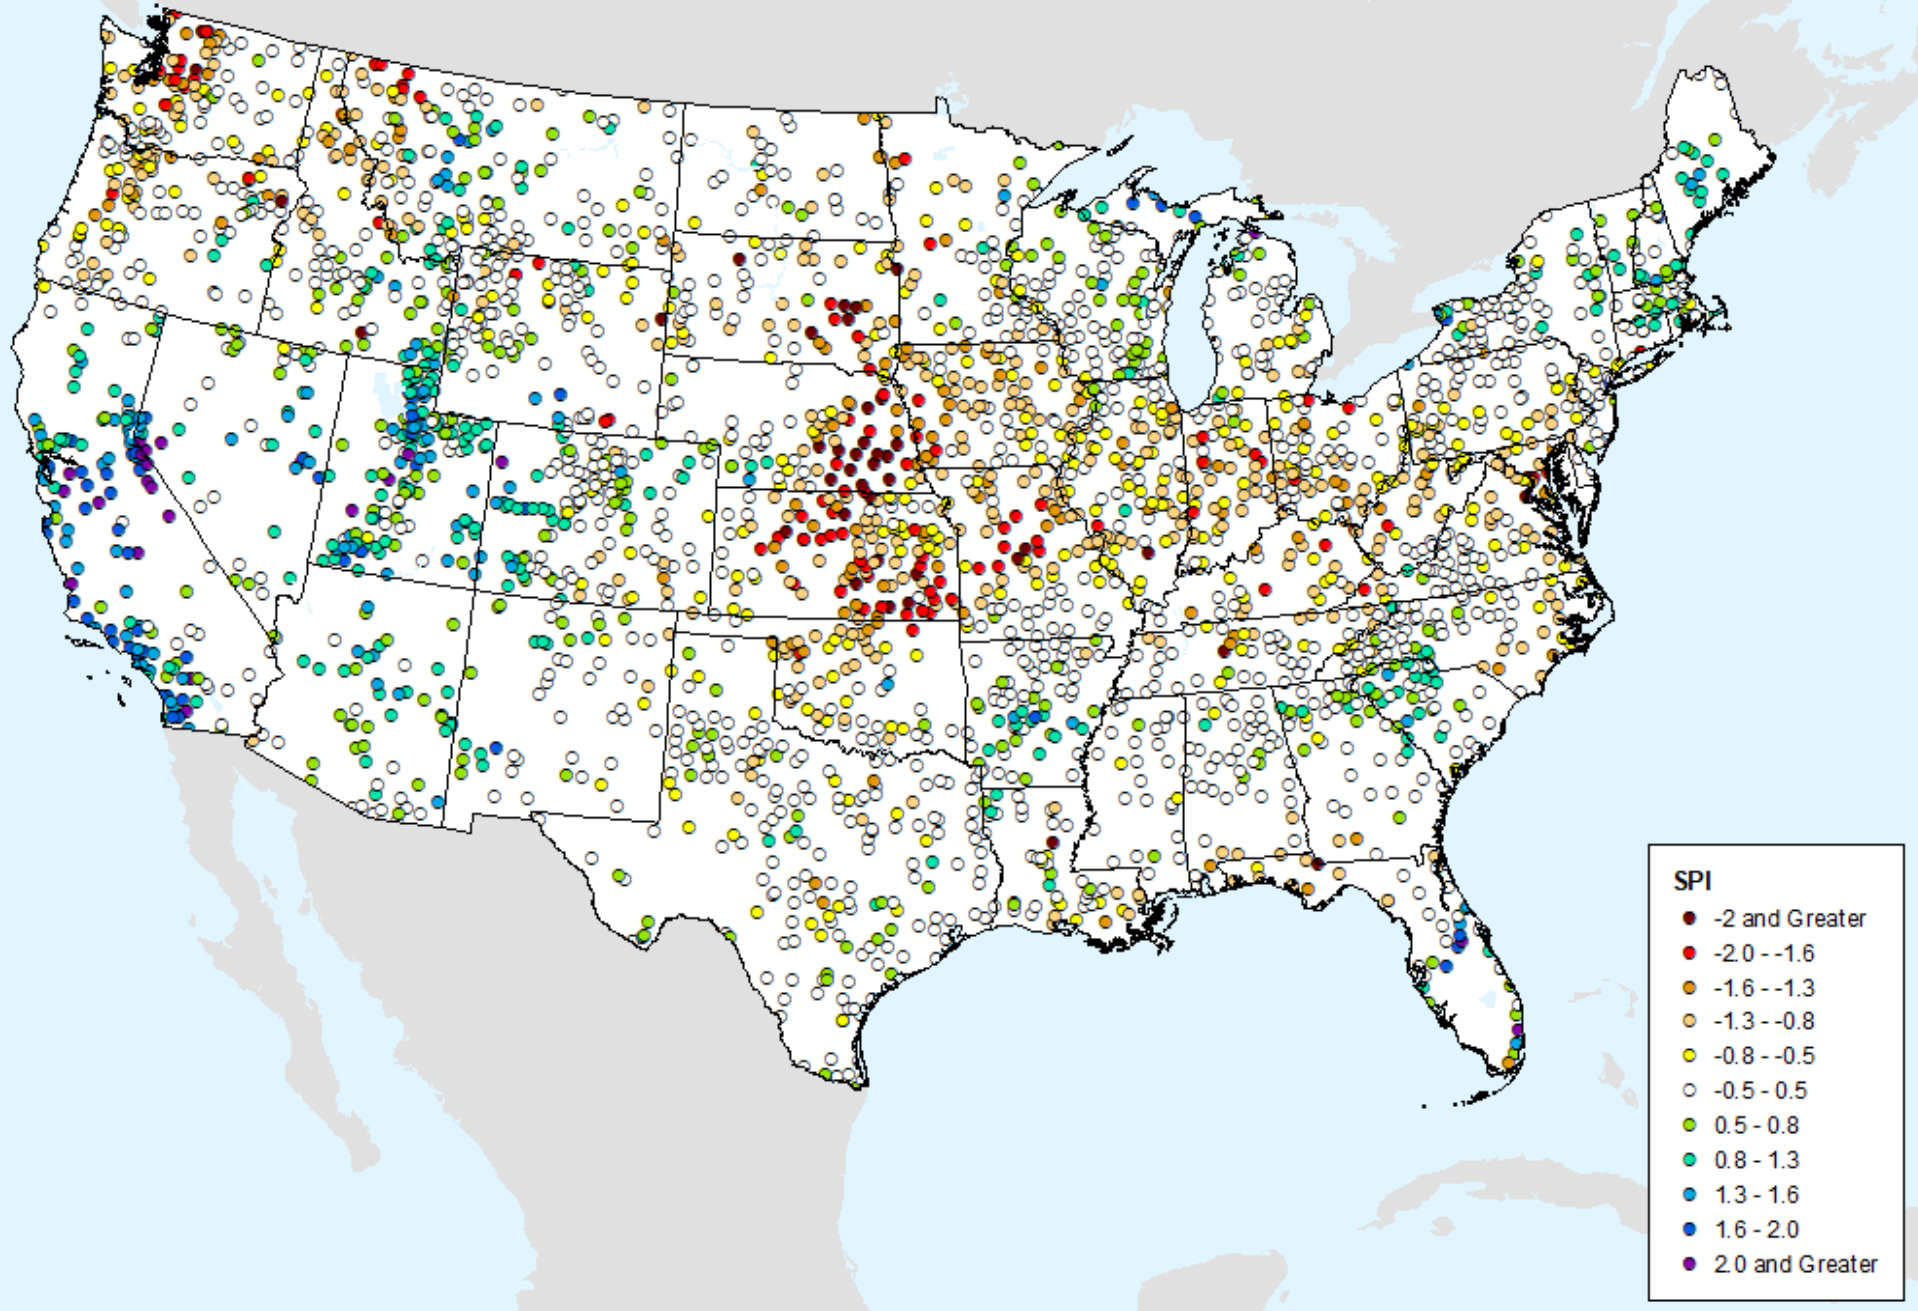 SPI
-2 and Greater
-2.0 - -1.6
-1.6 - -1.3
-1.3 - -0.8
-0.8 - -0.5
-0.5 - 0.5
0.5 - 0.8
0.8 - 1.3
1.3 - 1.6
1.6 - 2.0
2.0 and Greater